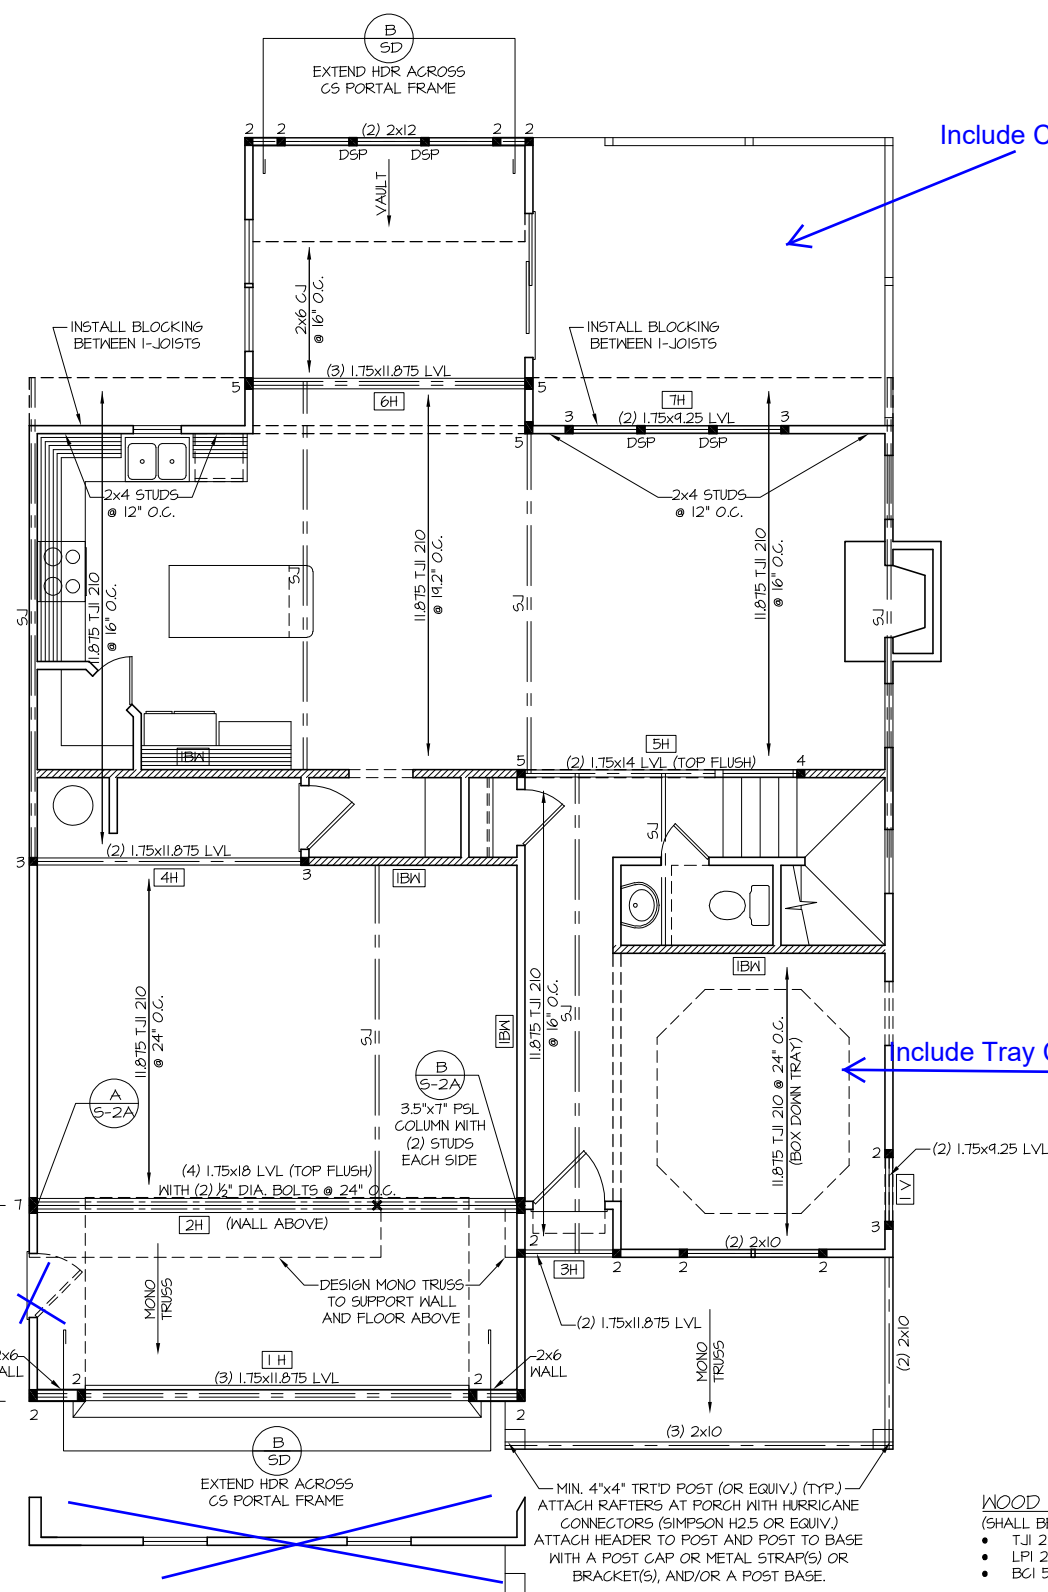 B
SD
EXTEND HDR ACROSS
CS PORTAL FRAME
2 2 (2) 2x12 2 2
DSP DSP
Include C
VAULT
2x6 CJ
@ 16" O.C.
INSTALL BLOCKING
BETWEEN I-JOISTS
INSTALL BLOCKING
BETWEEN I-JOISTS
(3) 1.75x11.875 LVL
5 5
6H
7H
3 (2) 1.75x9.25 LVL 3
5 DSP DSP
2x4 STUDS
@ 12" O.C.
2x4 STUDS
@ 12" O.C.
11.875 TJI 210
@ 16" O.C.
11.875 TJI 210
@ 19.2" O.C.
11.875 TJI 210
@ 16" O.C.
SJ
SJ
SJ
SJ
IBW
5H
5 (2) 1.75x14 LVL (TOP FLUSH) 4
SJ
3 (2) 1.75x11.875 LVL
3
4H
IBW
IBW
11.875 TJI 210
@ 24" O.C.
SJ
IBW
11.875 TJI 210
@ 16" O.C.
SJ
11.875 TJI 210 @ 24" O.C.
(BOX DOWN TRAY)
Include Tray C
A
S-2A
B
S-2A
3.5"x7" PSL
COLUMN WITH
(2) STUDS
EACH SIDE
2 (2) 1.75x9.25 LVL
1 V
3
(4) 1.75x18 LVL (TOP FLUSH)
WITH (2) ½" DIA. BOLTS @ 24" O.C.
7
2H (WALL ABOVE)
2
(2) 2x10
3H
2 2 2
MONO
TRUSS
DESIGN MONO TRUSS
TO SUPPORT WALL
AND FLOOR ABOVE
(2) 1.75x11.875 LVL
MONO
TRUSS
(2) 2x10
1 H
2x6
WALL
2 (3) 1.75x11.875 LVL 2
2x6
WALL
2 2
(3) 2x10
B
SD
EXTEND HDR ACROSS
CS PORTAL FRAME
MIN. 4"x4" TRT'D POST (OR EQUIV.) (TYP.)
ATTACH RAFTERS AT PORCH WITH HURRICANE
CONNECTORS (SIMPSON H2.5 OR EQUIV.)
ATTACH HEADER TO POST AND POST TO BASE
WITH A POST CAP OR METAL STRAP(S) OR
BRACKET(S), AND/OR A POST BASE.
WOOD
(SHALL BE
• TJI 2
• LPI 2
• BCI 5